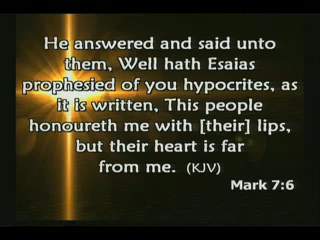 He answered and said unto
them, Well hath Esaias
prophesied of you hypocrites, as
it is written, This people
honoureth me with [their] lips,
but their heart is far
from me. (KJV)
Mark 7:6